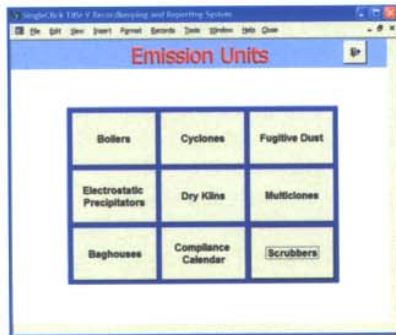 SingleClick Title V Recordkeeping and Reporting System
File Edit View Insert Format Records Tools Window Help Close
Emission Units
Boilers Cyclones Fugitive Dust
Electrostatic Precipitators Dry Kilns Multiclones
Baghouses Compliance Calendar Scrubbers